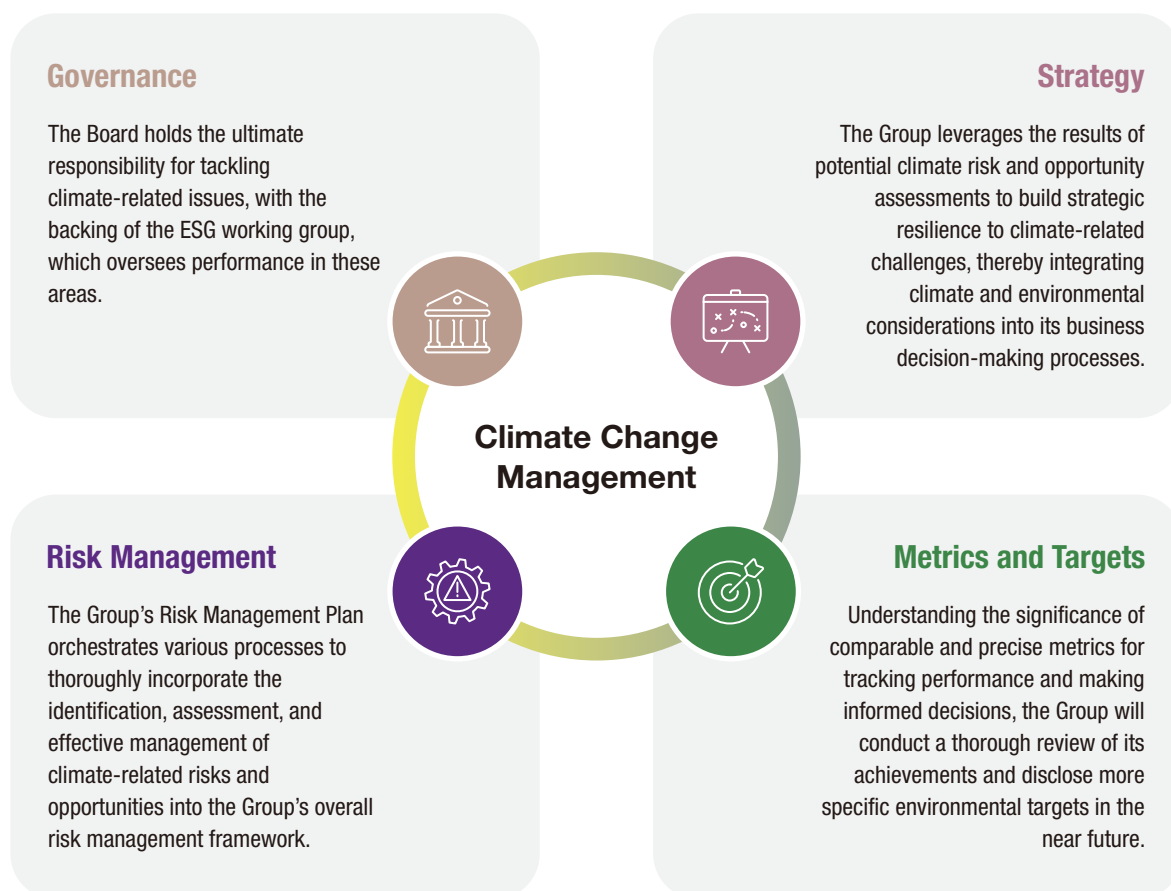 Governance
The Board holds the ultimate
responsibility for tackling
climate-related issues, with the
backing of the ESG working group,
which oversees performance in these
areas.
Strategy
The Group leverages the results of
potential climate risk and opportunity
assessments to build strategic
resilience to climate-related
challenges, thereby integrating
climate and environmental
considerations into its business
decision-making processes.
Climate Change
Management
Risk Management
The Group’s Risk Management Plan
orchestrates various processes to
thoroughly incorporate the
identification, assessment, and
effective management of
climate-related risks and
opportunities into the Group’s overall
risk management framework.
Metrics and Targets
Understanding the significance of
comparable and precise metrics for
tracking performance and making
informed decisions, the Group will
conduct a thorough review of its
achievements and disclose more
specific environmental targets in the
near future.